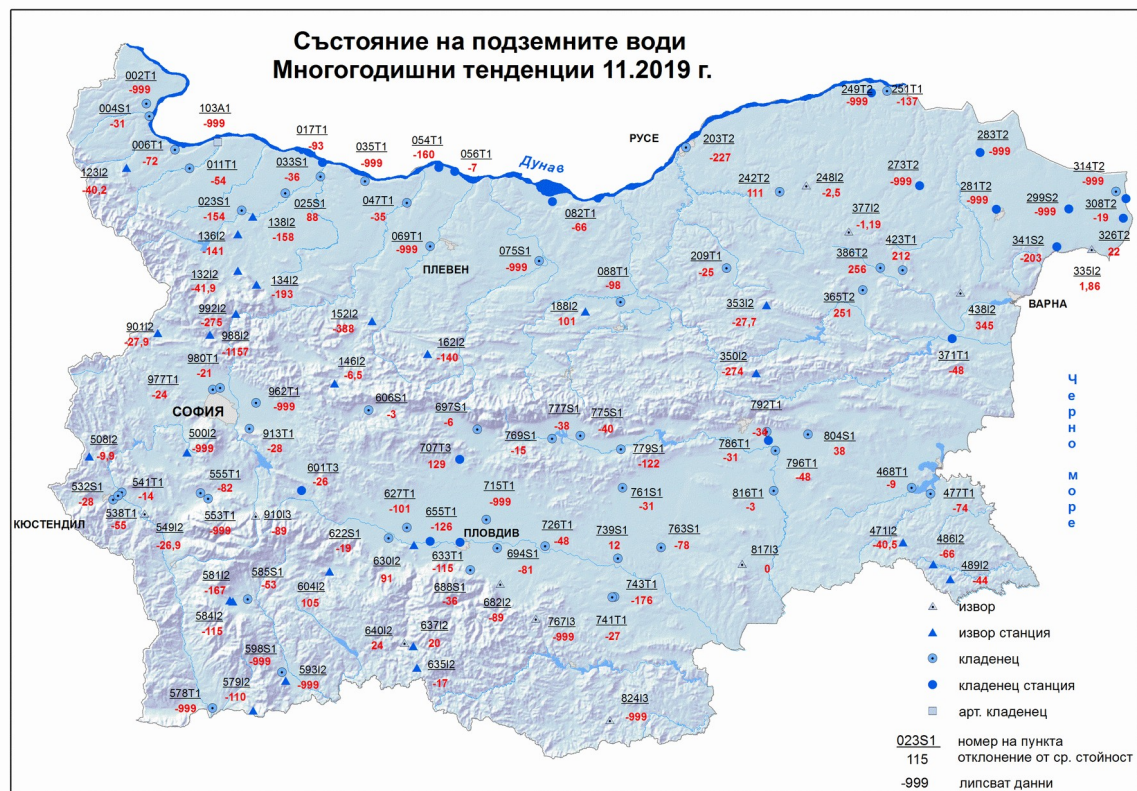 Състояние на подземните води
Многогодишни тенденции 11.2019 г.
002T1
-999
004S1
-31
103A1
-999
006T1
-72
011T1
-54
123I2
-40,2
017T1
-93
033S1
-36
035T1
-999
054T1
-160
056T1
-7
Дунав
РУСЕ
203T2
-227
249T2
-999
251T1
-137
283T2
-999
314T2
-999
308T2
-19
326T2
22
335I2
1,86
273T2
-999
281T2
-999
299S2
-999
341S2
-203
242T2
111
248I2
-2,5
377I2
-1,19
423T1
212
386T2
256
365T2
251
438I2
345
ВАРНА
371T1
-48
023S1
-154
025S1
88
138I2
-158
136I2
-141
047T1
-35
069T1
-999
ПЛЕВЕН
075S1
-999
082T1
-66
088T1
-98
209T1
-25
353I2
-27,7
350I2
-274
188I2
101
132I2
-41,9
134I2
-193
992I2
-275
988I2
-1157
901I2
-27,9
152I2
-388
162I2
-140
146I2
-6,5
980T1
-21
977T1
-24
СОФИЯ
962T1
-999
913T1
-28
606S1
-3
697S1
-6
777S1
-38
775S1
-40
769S1
-15
779S1
-122
792T1
-36
786T1
-31
804S1
38
796T1
-48
816T1
-3
468T1
-9
477T1
-74
471I2
-40,5
486I2
-66
489I2
-44
Черно море
508I2
-9,9
500I2
-999
532S1
-28
541T1
-14
538T1
-55
КЮСТЕНДИЛ
555T1
-82
553T1
-999
549I2
-26,9
910I3
-89
601T3
-26
707T3
129
627T1
-101
715T1
-999
655T1
-126
ПЛОВДИВ
622S1
-19
630I2
91
633T1
-115
694S1
-81
688S1
-36
682I2
-89
726T1
-48
761S1
-31
739S1
12
763S1
-78
743T1
-176
741T1
-27
767I3
-999
817I3
0
581I2
-167
585S1
-53
584I2
-115
604I2
105
598S1
-999
593I2
-999
579I2
-110
578T1
-999
640I2
24
637I2
20
635I2
-17
824I3
-999
извор
извор станция
кладенец
кладенец станция
арт. кладенец
023S1 номер на пункта
115 отклонение от ср. стойност
-999 липсват данни